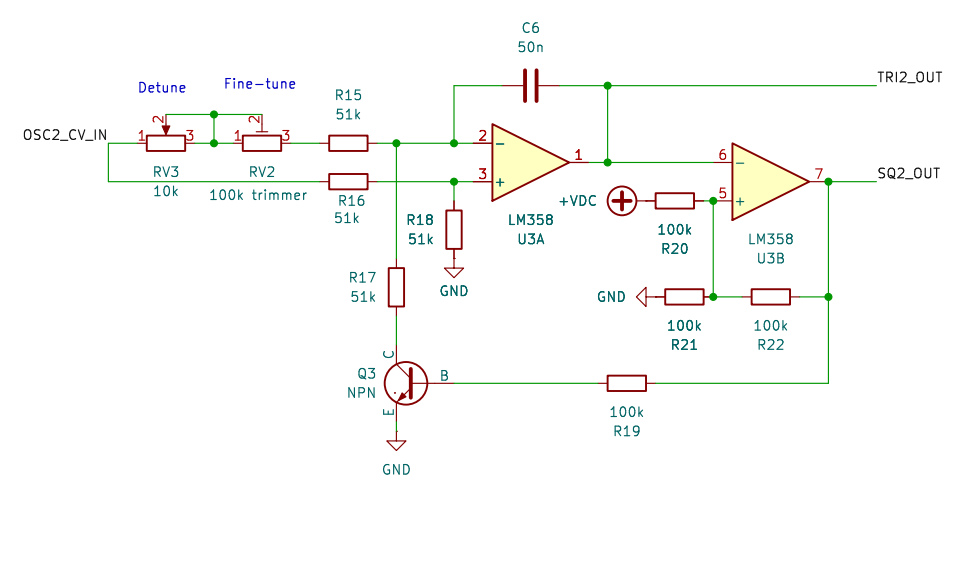 C6
50n
TRI2_OUT
Detune
Fine-tune
R15
51k
OSC2_CV_IN
1
2
3
RV3
10k
1
2
3
RV2
100k trimmer
R16
51k
2
3
1
LM358
U3A
R18
51k
GND
+VDC
100k
R20
6
5
7
SQ2_OUT
LM358
U3B
R17
51k
GND
100k
R21
100k
R22
Q3
NPN
C
B
E
GND
100k
R19